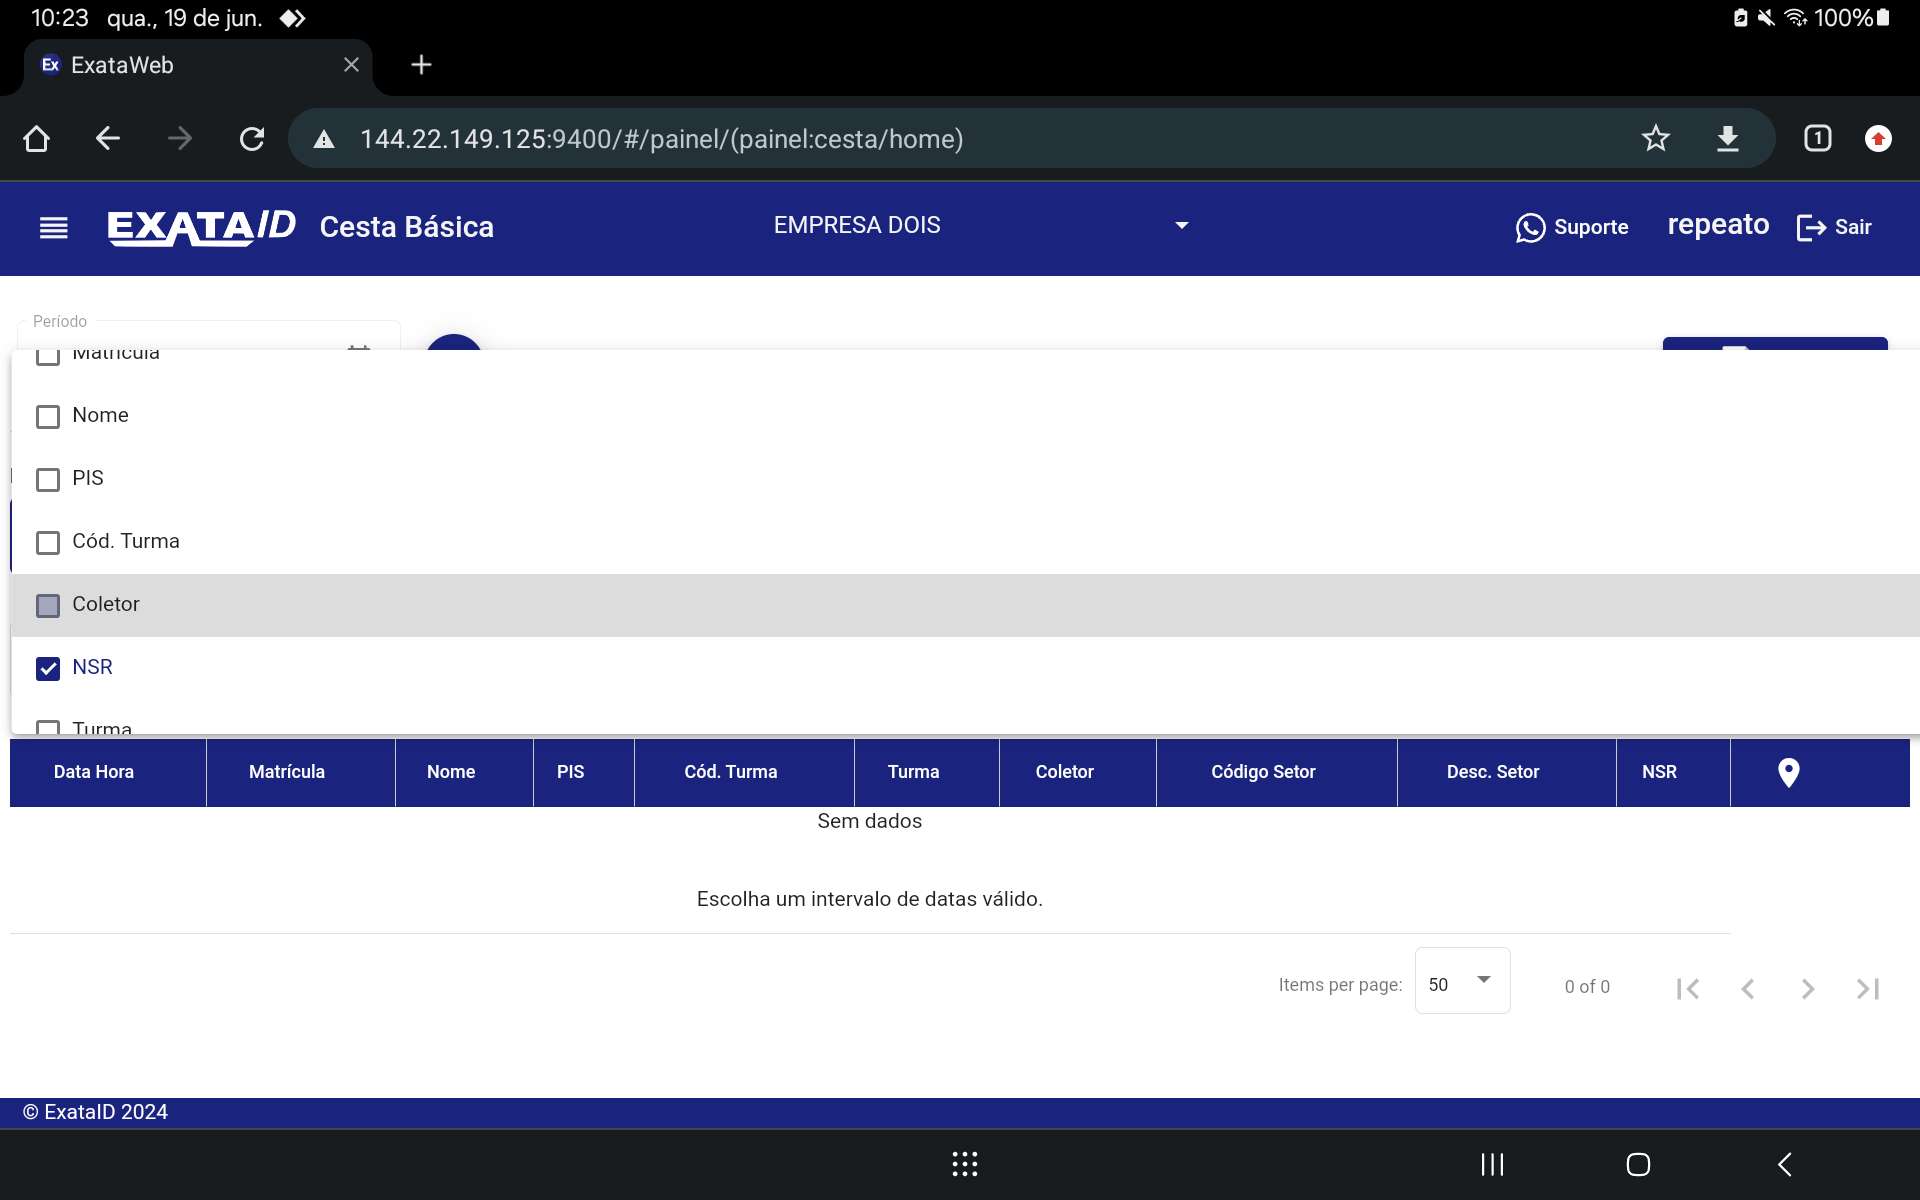 10:23 qua., 19 de jun. 100%
Ex ExataWeb
144.22.149.125:9400/#/painel/(painel:cesta/home) 1
EXATAID Cesta Básica EMPRESA DOIS Suporte repeato Sair
Período
Matrícula
Nome
PIS
Cód. Turma
Coletor
NSR
Turma
Data Hora Matrícula Nome PIS Cód. Turma Turma Coletor Código Setor Desc. Setor NSR
Sem dados
Escolha um intervalo de datas válido.
Items per page: 50 0 of 0
© ExataID 2024